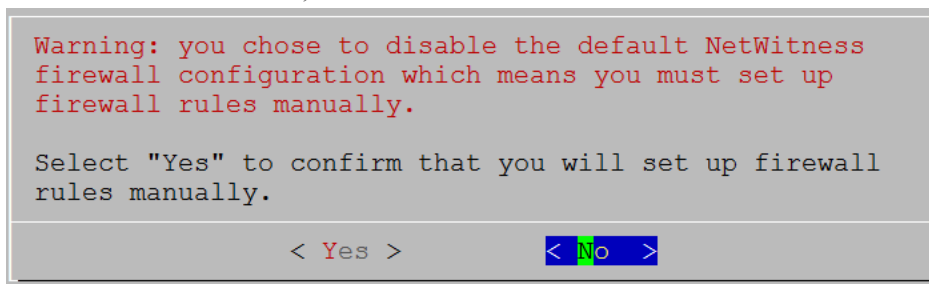 Warning: you chose to disable the default NetWitness
firewall configuration which means you must set up
firewall rules manually.
Select "Yes" to confirm that you will set up firewall
rules manually.
< Yes > < No >